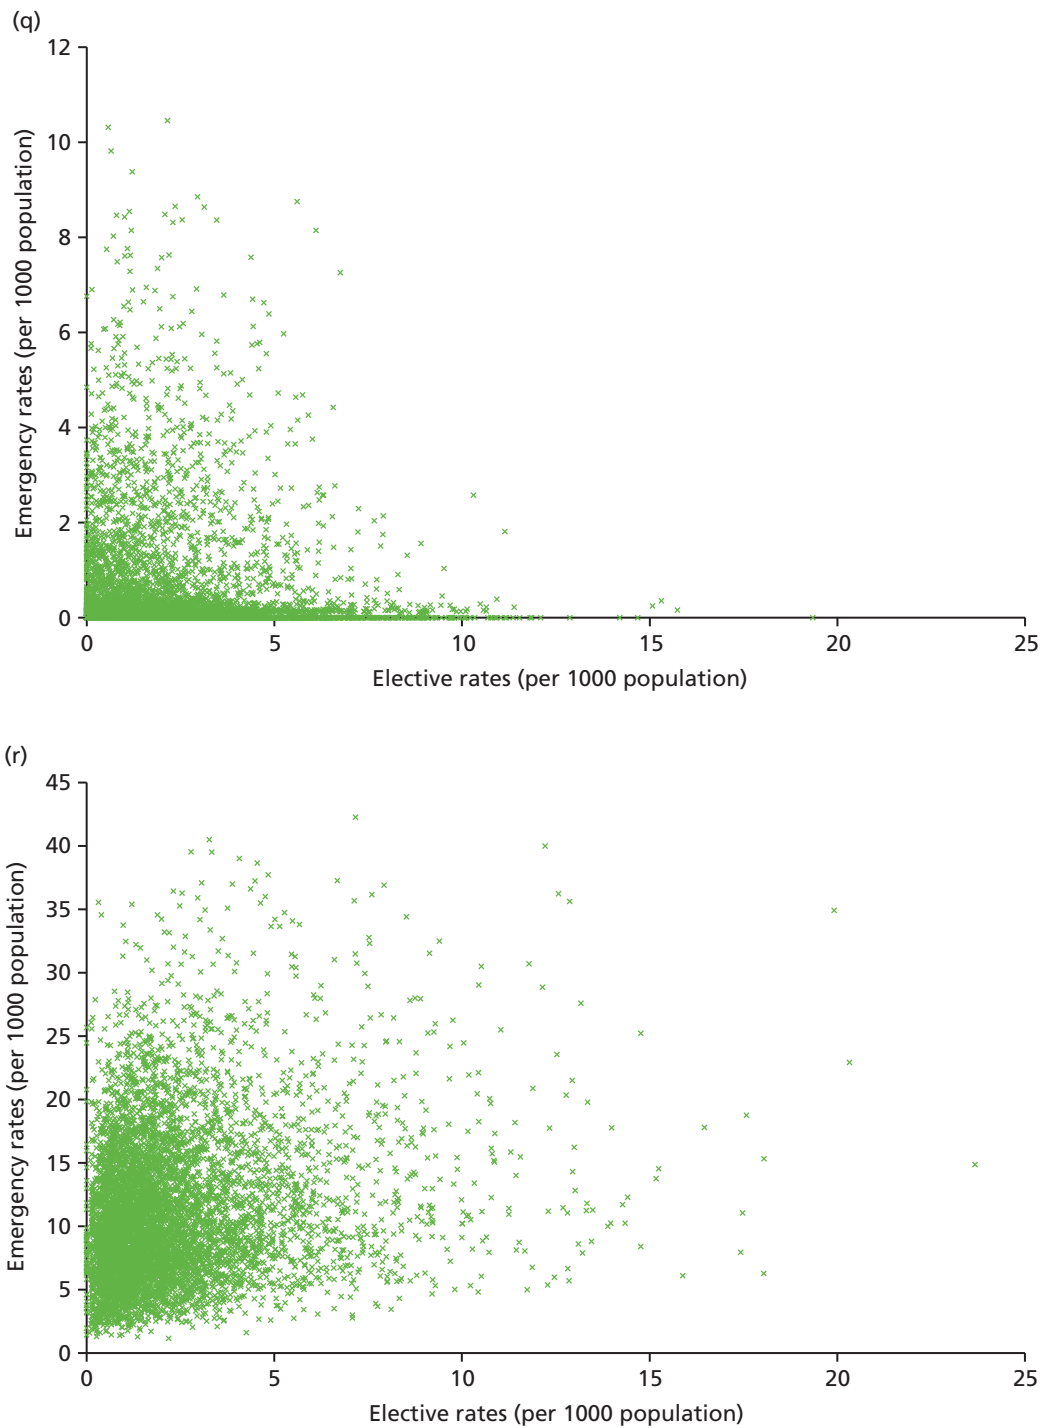 (q)
12
10
8
6
4
2
0
Emergency rates (per 1000 population)
0 5 10 15 20 25
Elective rates (per 1000 population)
(r)
45
40
35
30
25
20
15
10
5
0
Emergency rates (per 1000 population)
0 5 10 15 20 25
Elective rates (per 1000 population)